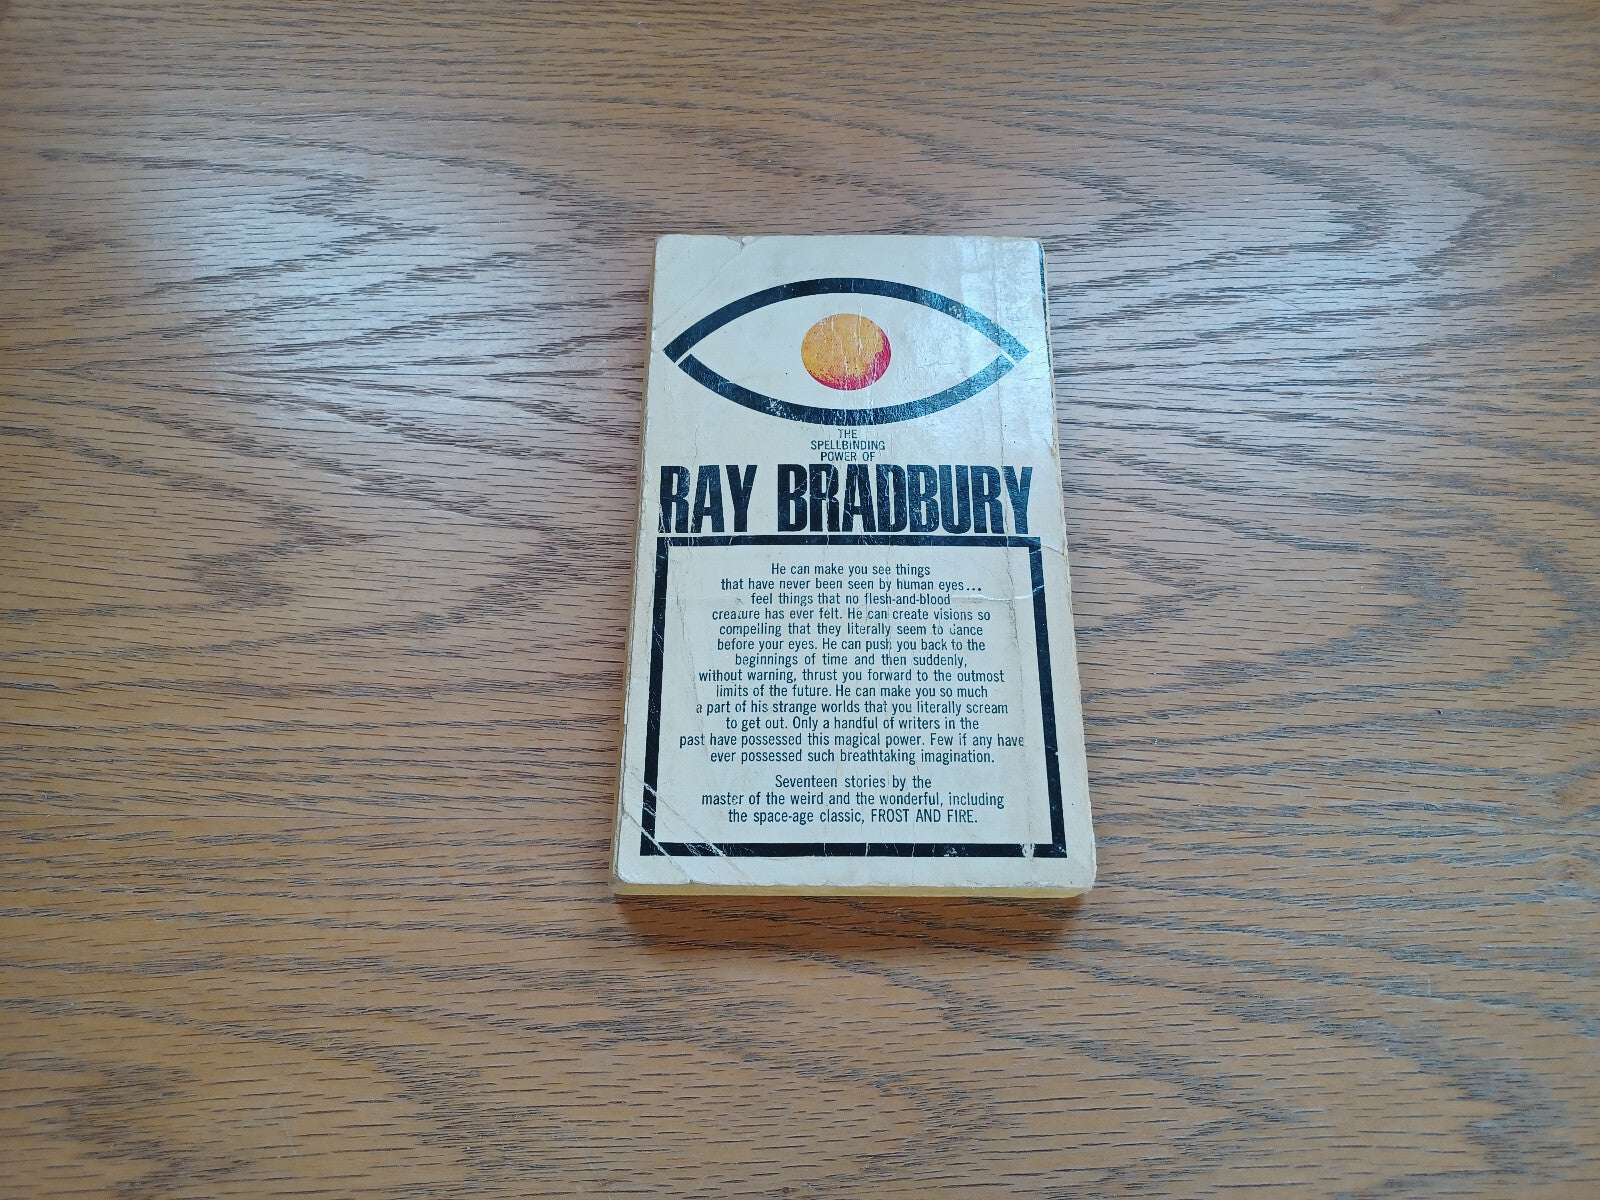 THE
SPELLBINDING
POWER OF
RAY BRADBURY
He can make you see things
that have never been seen by human eyes...
feel things that no flesh-and-blood
creature has ever felt. He can create visions so
compelling that they literally seem to dance
before your eyes. He can push you back to the
beginnings of time and then suddenly,
without warning, thrust you forward to the outmost
limits of the future. He can make you so much
a part of his strange worlds that you literally scream
to get out. Only a handful of writers in the
past have possessed this magical power. Few if any have
ever possessed such breathtaking imagination.
Seventeen stories by the
master of the weird and the wonderful, including
the space-age classic, FROST AND FIRE.